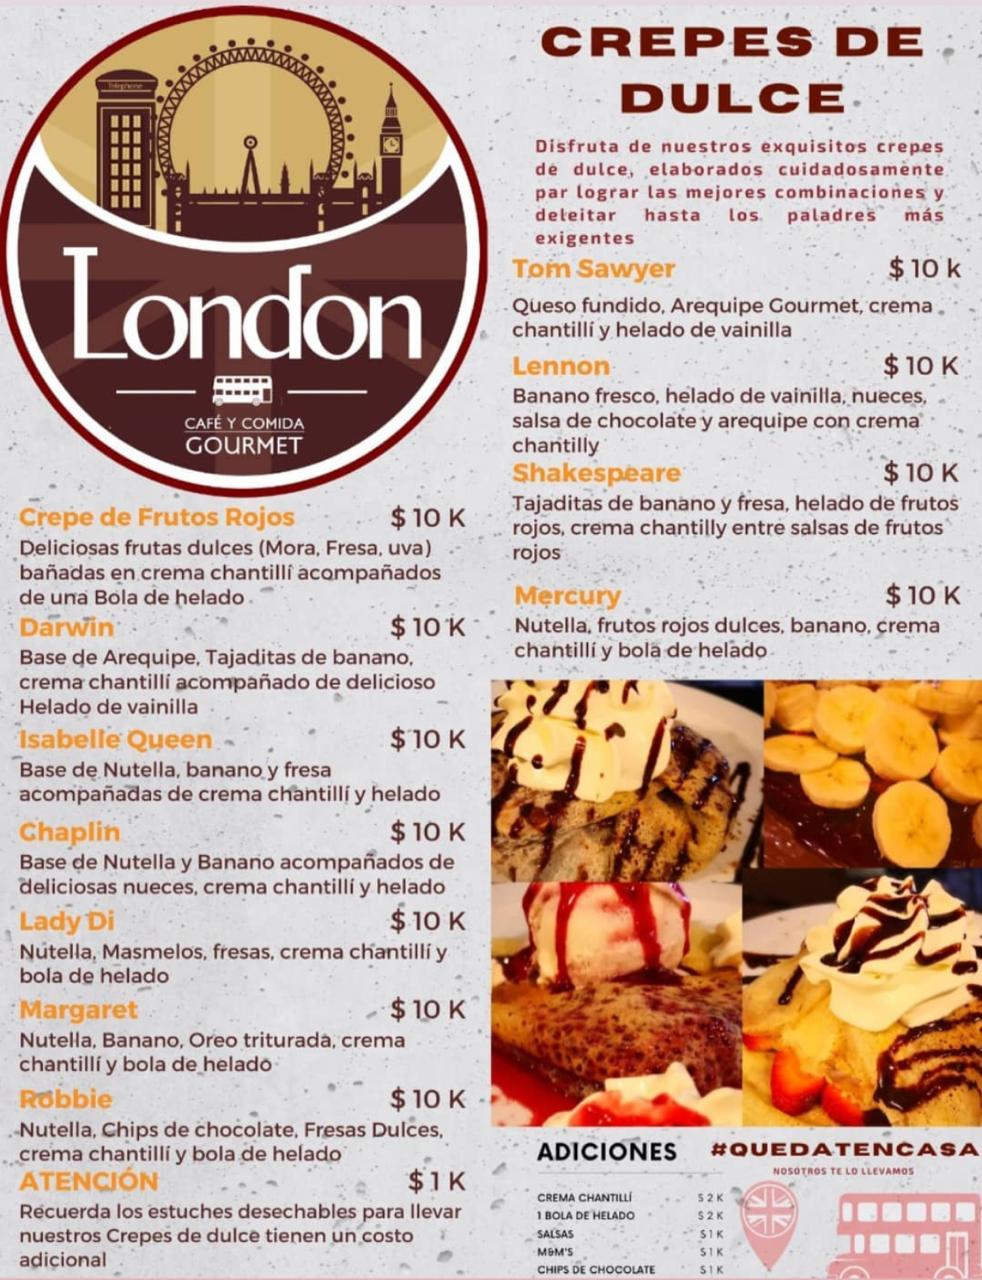 Telephone
London
CAFÉ Y COMIDA
GOURMET
Crepe de Frutos Rojos $ 10 K
Deliciosas frutas dulces (Mora, Fresa, uva)
bañadas en crema chantillí acompañados
de una Bola de helado
Darwin $ 10 K
Base de Arequipe, Tajaditas de banano,
crema chantillí acompañado de delicioso
Helado de vainilla
Isabelle Queen $ 10 K
Base de Nutella, banano y fresa
acompañadas de crema chantillí y helado
Chaplin $ 10 K
Base de Nutella y Banano acompañados de
deliciosas nueces, crema chantillí y helado
Lady Di $ 10 K
Nutella, Masmelos, fresas, crema chantillí y
bola de helado
Margaret $ 10 K
Nutella, Banano, Oreo triturada, crema
chantillí y bola de helado
Robbie $ 10 K
Nutella, Chips de chocolate, Fresas Dulces,
crema chantillí y bola de helado
ATENCIÓN $ 1 K
Recuerda los estuches desechables para llevar
nuestros Crepes de dulce tienen un costo
adicional
CREPES DE
DULCE
Disfruta de nuestros exquisitos crepes
de dulce, elaborados cuidadosamente
par lograr las mejores combinaciones y
deleitar hasta los paladares más
exigentes
Tom Sawyer $ 10 k
Queso fundido, Arequipe Gourmet, crema
chantillí y helado de vainilla
Lennon $ 10 K
Banano fresco, helado de vainilla, nueces,
salsa de chocolate y arequipe con crema
chantilly
Shakespeare $ 10 K
Tajaditas de banano y fresa, helado de frutos
rojos, crema chantilly entre salsas de frutos
rojos
Mercury $ 10 K
Nutella, frutos rojos dulces, banano, crema
chantillí y bola de helado
ADICIONES
CREMA CHANTILLÍ $ 2 K
1 BOLA DE HELADO $ 2 K
SALSAS $ 1 K
M&M'S $ 1 K
CHIPS DE CHOCOLATE $ 1 K
#QUEDATENCASA
NOSOTROS TE LO LLEVAMOS